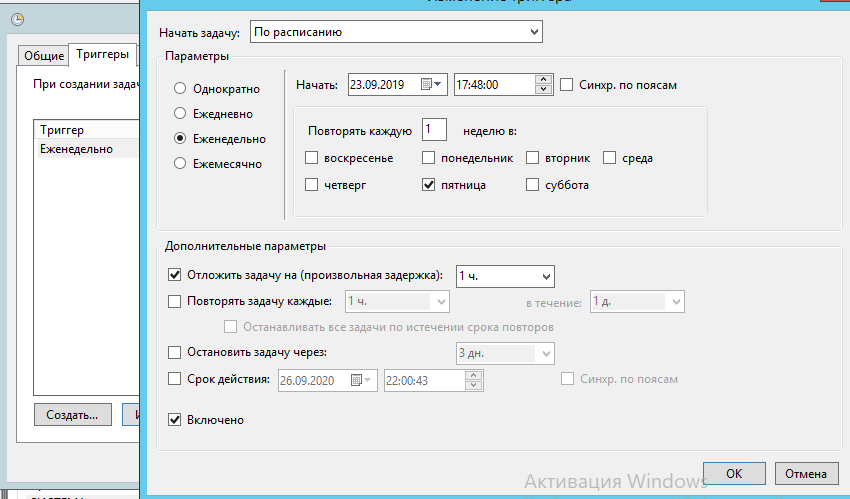 Изменение триггера
Начать задачу: По расписанию
Общие Триггеры
Параметры
При создании задач
Однократно
Ежедневно
Еженедельно
Ежемесячно
Начать: 23.09.2019 17:48:00 Синхр. по поясам
Повторять каждую 1 неделю в:
воскресенье понедельник вторник среда
четверг пятница суббота
Триггер
Еженедельно
Дополнительные параметры
Отложить задачу на (произвольная задержка): 1 ч.
Повторять задачу каждые: 1 ч. в течение: 1 д.
Останавливать все задачи по истечении срока повторов
Остановить задачу через: 3 дн.
Срок действия: 26.09.2020 22:00:43 Синхр. по поясам
Включено
Создать... И
ОК Отмена
Активация Windows